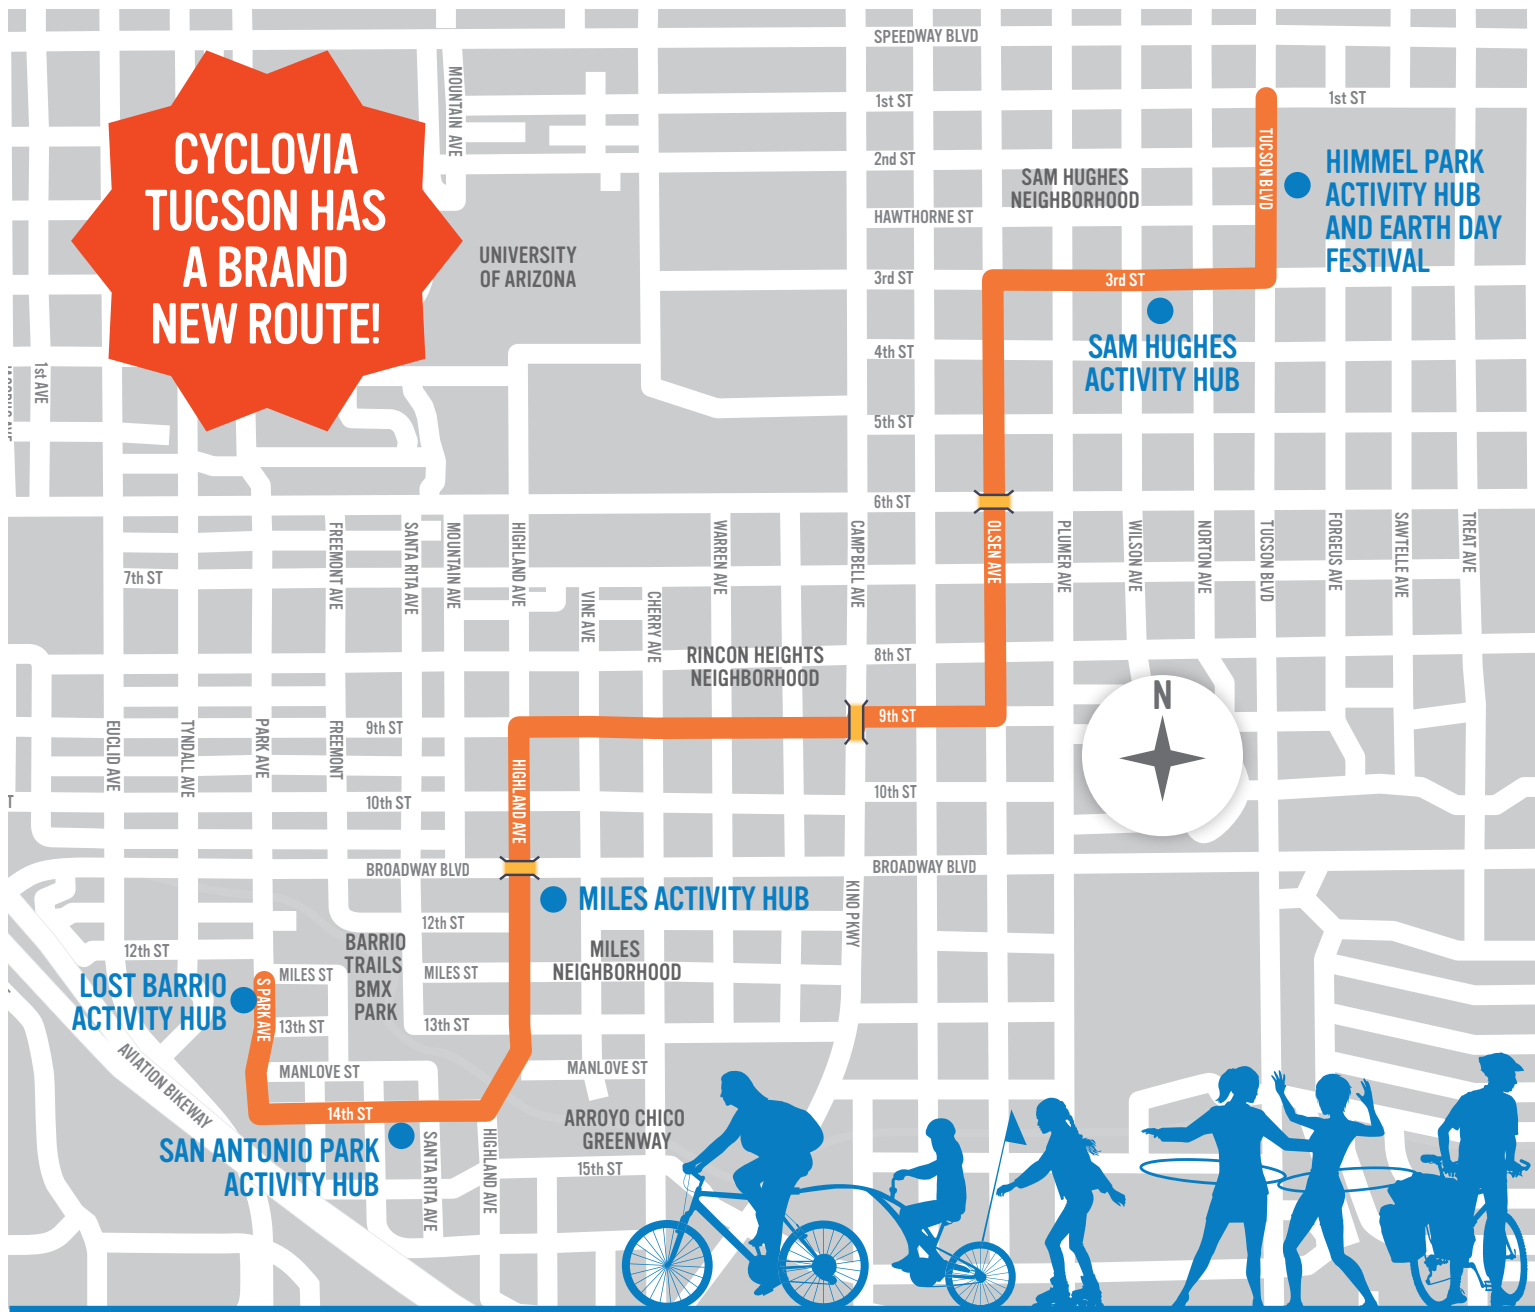 SPEEDWAY BLVD
MOUNTAIN AVE
1st ST
1st ST
CYCLOVIA
TUCSON HAS
A BRAND
NEW ROUTE!
2nd ST
TUCSON BLVD
HIMMEL PARK
ACTIVITY HUB
AND EARTH DAY
FESTIVAL
SAM HUGHES
NEIGHBORHOOD
HAWTHORNE ST
UNIVERSITY
OF ARIZONA
3rd ST
3rd ST
SAM HUGHES
ACTIVITY HUB
4th ST
1st AVE
5th ST
6th ST
FREEMONT AVE
SANTA RITA AVE
MOUNTAIN AVE
HIGHLAND AVE
WARREN AVE
CAMPBELL AVE
OLSEN AVE
PLUMER AVE
WILSON AVE
NORTON AVE
TUCSON BLVD
FORGEUS AVE
SAWTELLE AVE
TREAT AVE
7th ST
VINE AVE
CHERRY AVE
RINCON HEIGHTS
NEIGHBORHOOD
8th ST
N
9th ST
EUCLID AVE
TYNDALL AVE
PARK AVE
FREEMONT
9th ST
HIGHLAND AVE
10th ST
10th ST
BROADWAY BLVD
BROADWAY BLVD
MILES ACTIVITY HUB
KINO PKWY
12th ST
12th ST
BARRIO
TRAILS
BMX
PARK
MILES
NEIGHBORHOOD
MILES ST
MILES ST
LOST BARRIO
ACTIVITY HUB
S PARK AVE
13th ST
13th ST
AVIATION BIKEWAY
MANLOVE ST
MANLOVE ST
14th ST
ARROYO CHICO
GREENWAY
SAN ANTONIO PARK
ACTIVITY HUB
SANTA RITA AVE
HIGHLAND AVE
15th ST